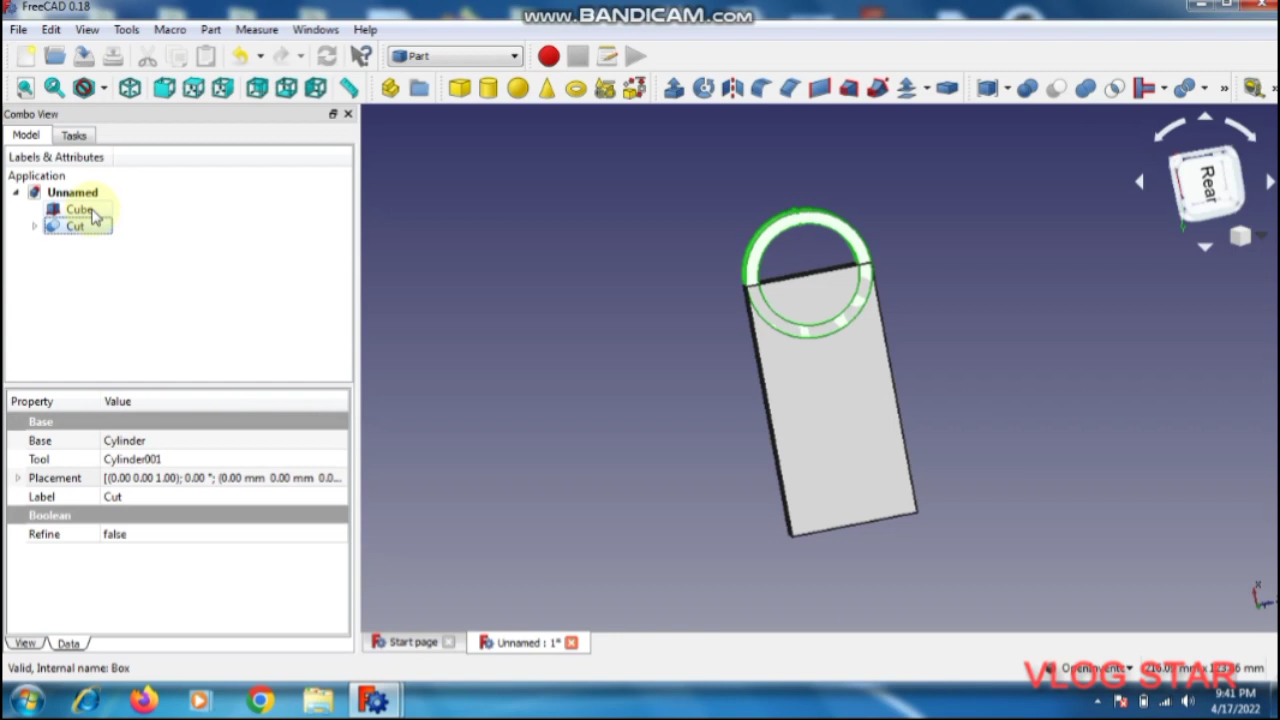 FreeCAD 0.18
www.BANDICAM.com
File Edit View Tools Macro Part Measure Windows Help
Part
Combo View
Model Tasks
Labels & Attributes
Application
Unnamed
Cube
Cut
Rear
Property Value
Base
Base Cylinder
Tool Cylinder001
Placement [(0.00 0.00 1.00); 0.00 °; (0.00 mm 0.00 mm 0.0...
Label Cut
Boolean
Refine false
View Data
Start page Unnamed : 1*
Valid, Internal name: Box
VLOG STAR
9:41 PM
4/17/2022